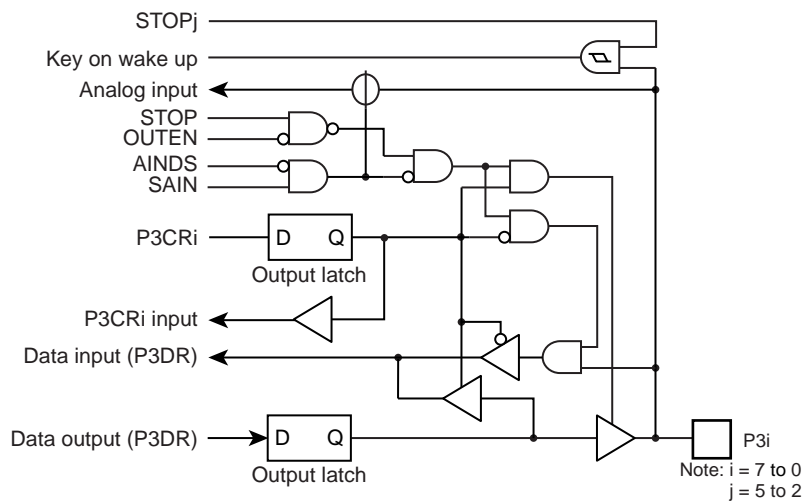 STOPj
Key on wake up
Analog input
STOP
OUTEN
AINDS
SAIN
P3CRi
D Q
Output latch
P3CRi input
Data input (P3DR)
Data output (P3DR)
D Q
Output latch
P3i
Note: i = 7 to 0
j = 5 to 2